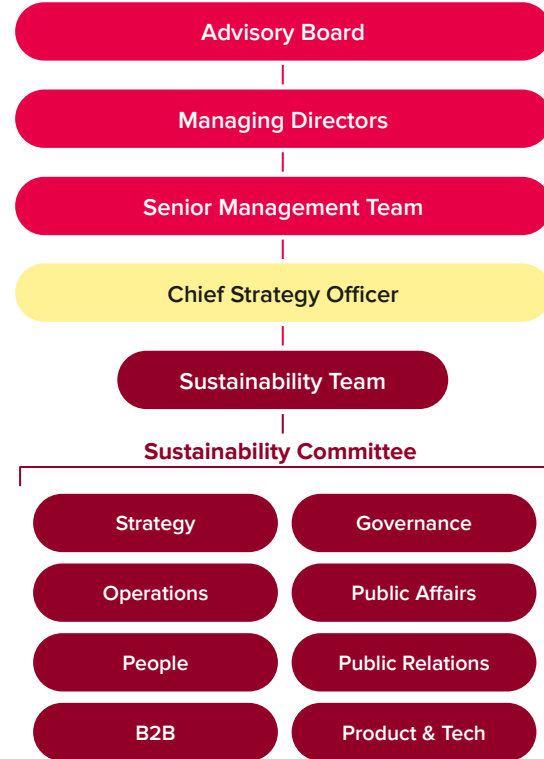 Advisory Board
Managing Directors
Senior Management Team
Chief Strategy Officer
Sustainability Team
Sustainability Committee
Strategy
Governance
Operations
Public Affairs
People
Public Relations
B2B
Product & Tech